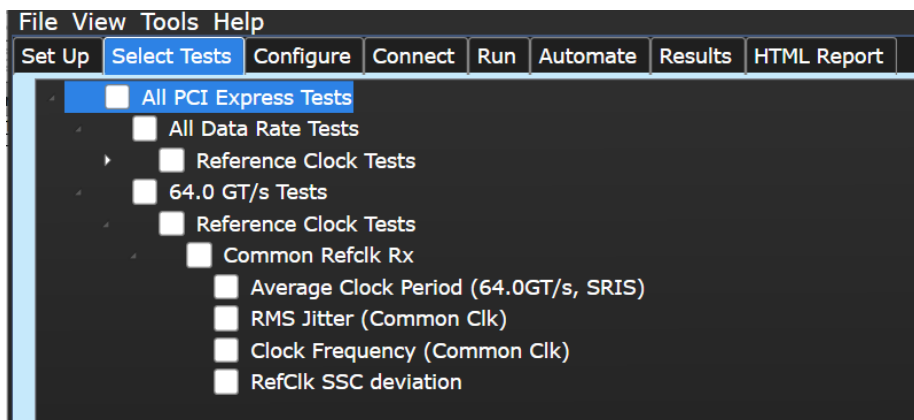 File View Tools Help
Set Up Select Tests Configure Connect Run Automate Results HTML Report
All PCI Express Tests
All Data Rate Tests
Reference Clock Tests
64.0 GT/s Tests
Reference Clock Tests
Common Refclk Rx
Average Clock Period (64.0GT/s, SRIS)
RMS Jitter (Common Clk)
Clock Frequency (Common Clk)
RefClk SSC deviation